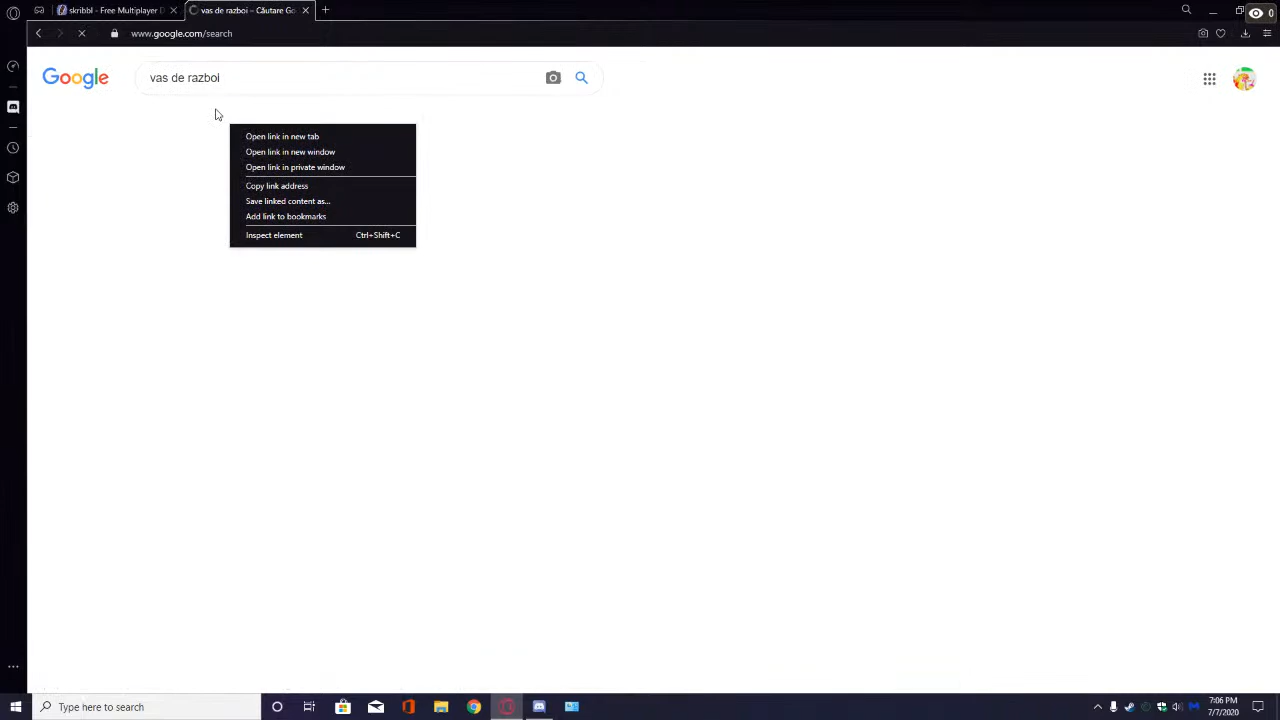 skribbl - Free Multiplayer D
vas de razboi – Căutare Go
0
www.google.com/search
Google
vas de razboi
Open link in new tab
Open link in new window
Open link in private window
Copy link address
Save linked content as...
Add link to bookmarks
Inspect element Ctrl+Shift+C
Type here to search
7:06 PM
7/7/2020